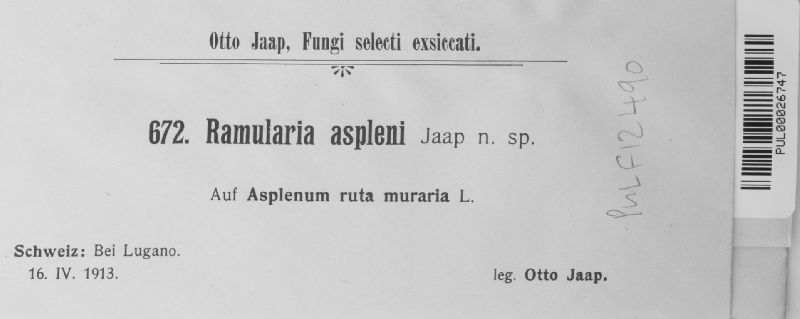 Otto Jaap, Fungi selecti exsiccati.
672. Ramularia aspleni Jaap n. sp.
Auf Asplenum ruta muraria L.
Schweiz: Bei Lugano.
16. IV. 1913.
leg. Otto Jaap.
PULF12490
PUL00026747